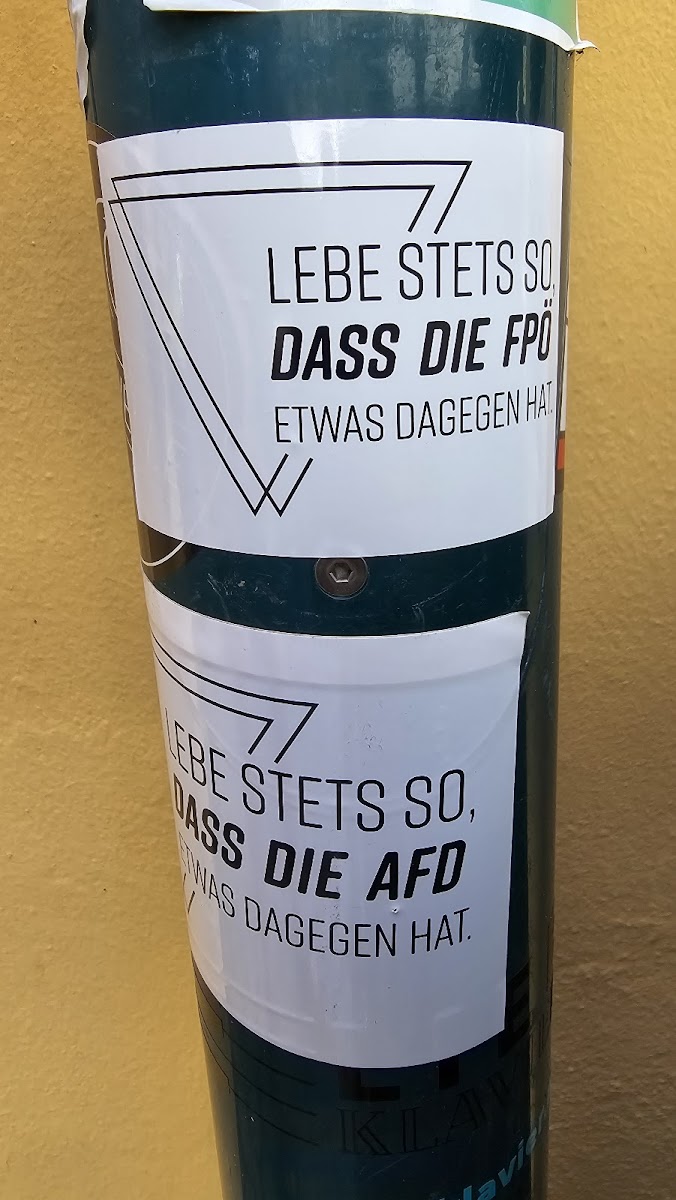 LEBE STETS SO,
DASS DIE FPÖ
ETWAS DAGEGEN HAT.
LEBE STETS SO,
DASS DIE AFD
ETWAS DAGEGEN HAT.